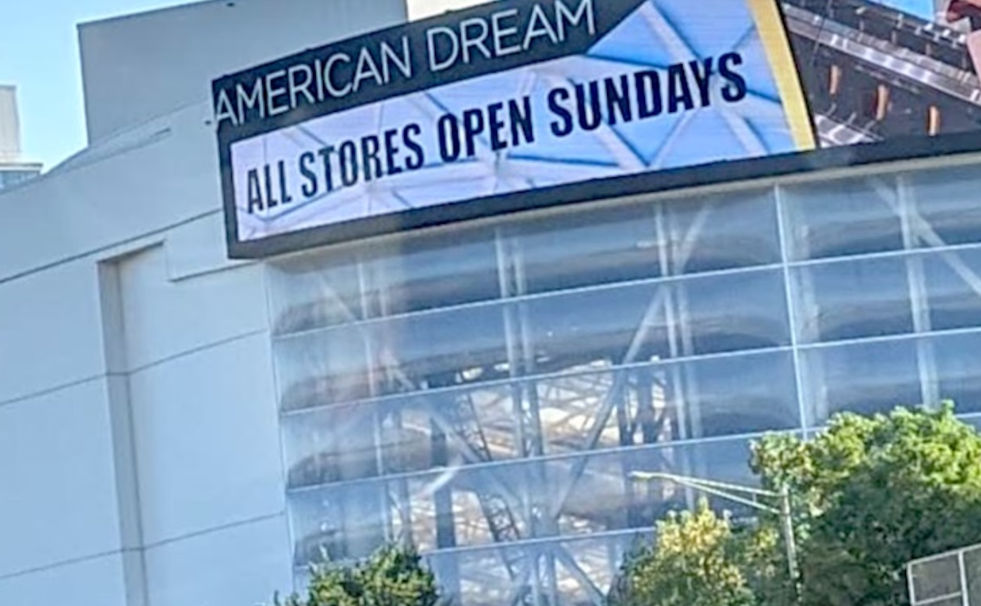 AMERICAN DREAM
ALL STORES OPEN SUNDAYS